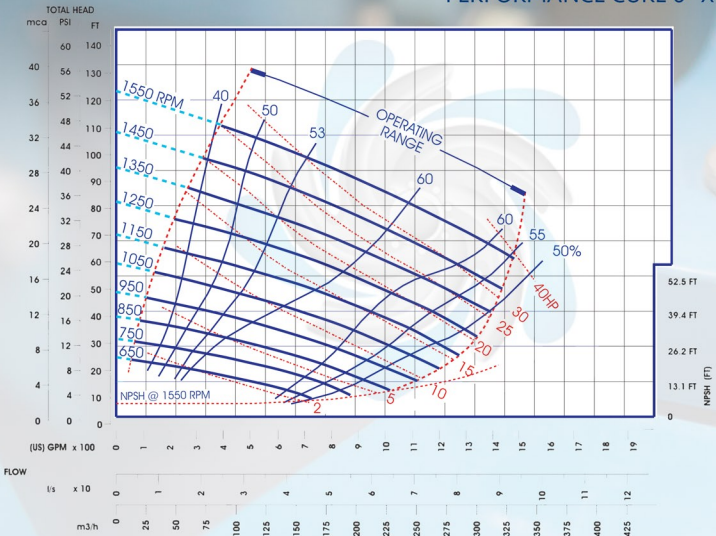 TOTAL HEAD
mca PSI FT
60 140
40 56 130
52 120
36 48 110
32 44 100
40 90
28 36 80
24 32 70
20 28 60
16 24 50
12 20 40
16 30
8 12 20
4 8 10
4
0 0 0
1550 RPM
1450
1350
1250
1150
1050
950
850
750
650
40 50 53 60 60 55 50%
OPERATING
RANGE
40HP
30
25
20
15
10
5
2
NPSH @ 1550 RPM
52.5 FT
39.4 FT
26.2 FT
13.1 FT
0
NPSH (FT)
(US) GPM x 100 0 1 2 3 4 5 6 7 8 9 10 11 12 13 14 15 16 17 18 19
FLOW
l/s x 10 0 1 2 3 4 5 6 7 8 9 10 11 12
m3/h 0 25 50 75 100 125 150 175 200 225 250 275 300 325 350 375 400 425